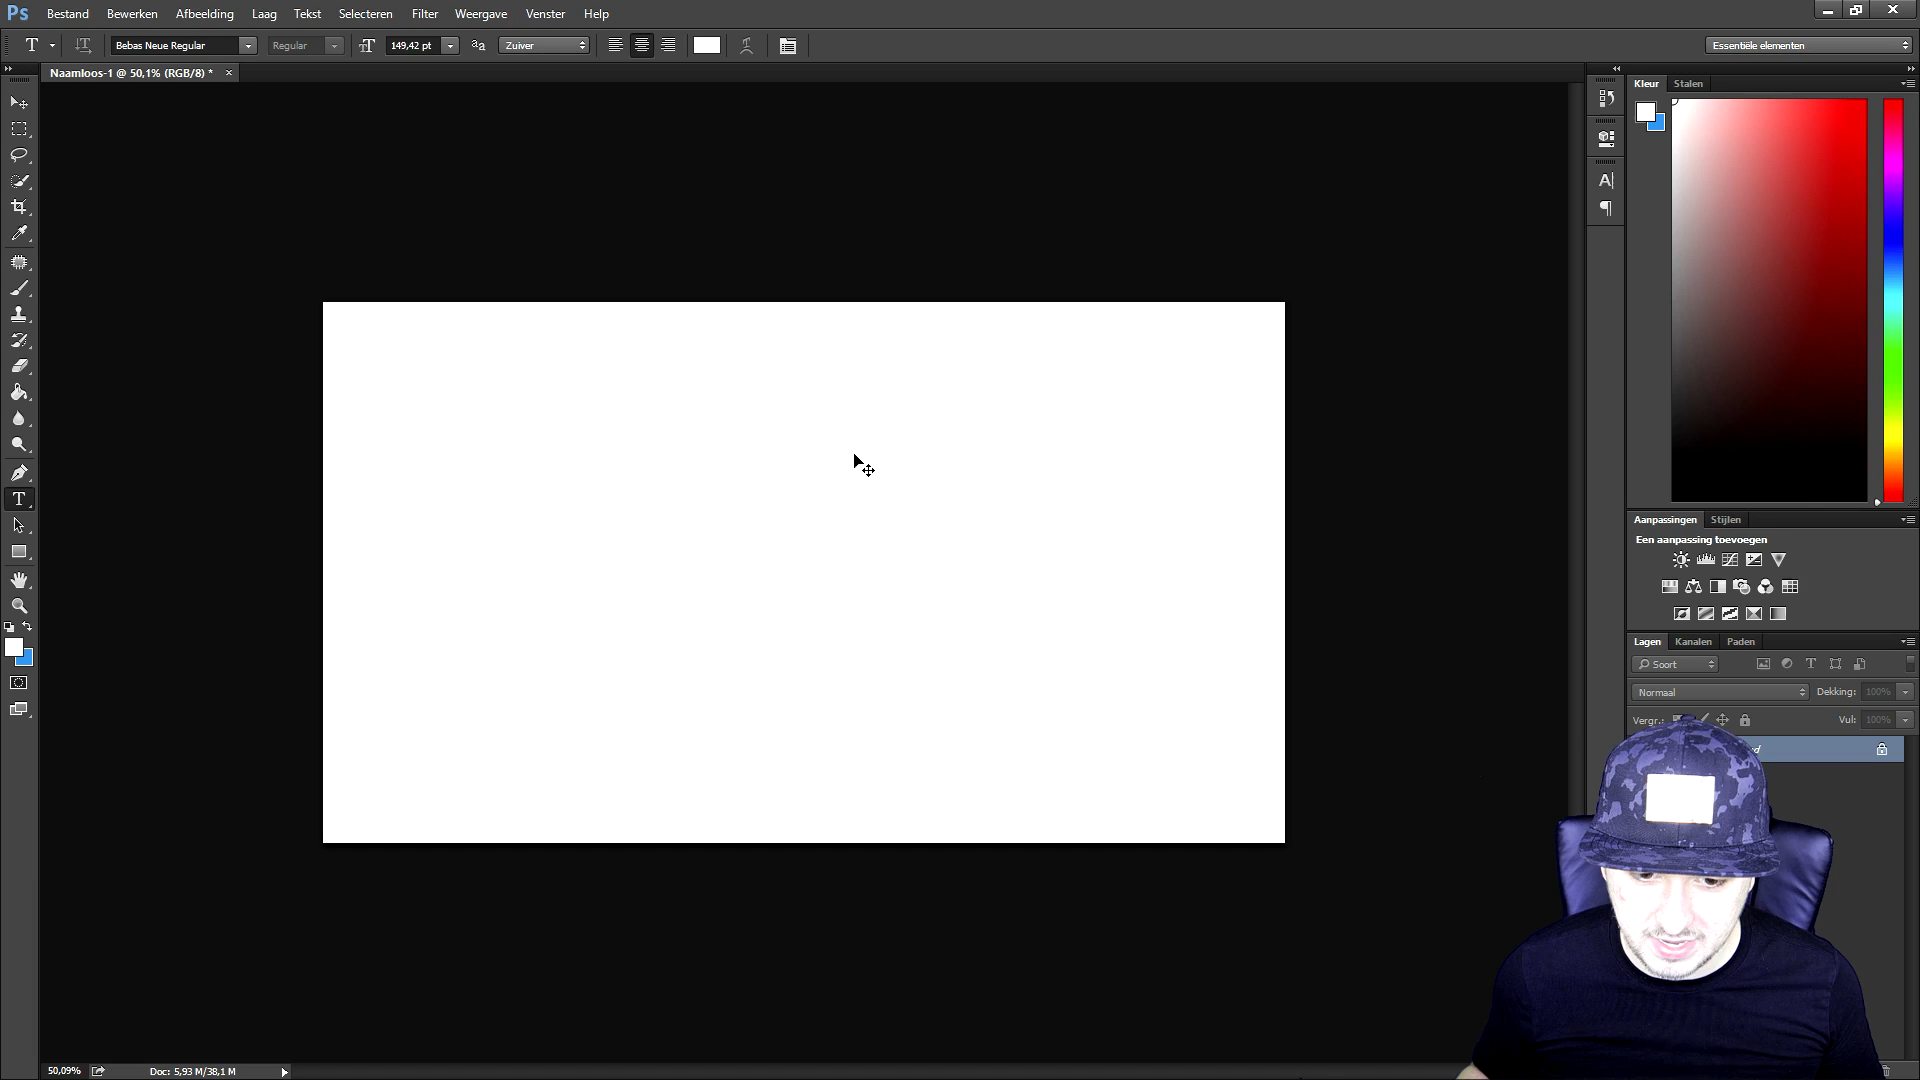 Ps Bestand Bewerken Afbeelding Laag Tekst Selecteren Filter Weergave Venster Help
T Bebas Neue Regular Regular 149,42 pt aa Zuiver Essentiële elementen
Naamloos-1 @ 50,1% (RGB/8) *
Kleur Stalen
Aanpassingen Stijlen
Een aanpassing toevoegen
Lagen Kanalen Paden
Soort
Normaal Dekking: 100%
Vergr.: Vul: 100%
50,09% Doc: 5,93 M/38,1 M